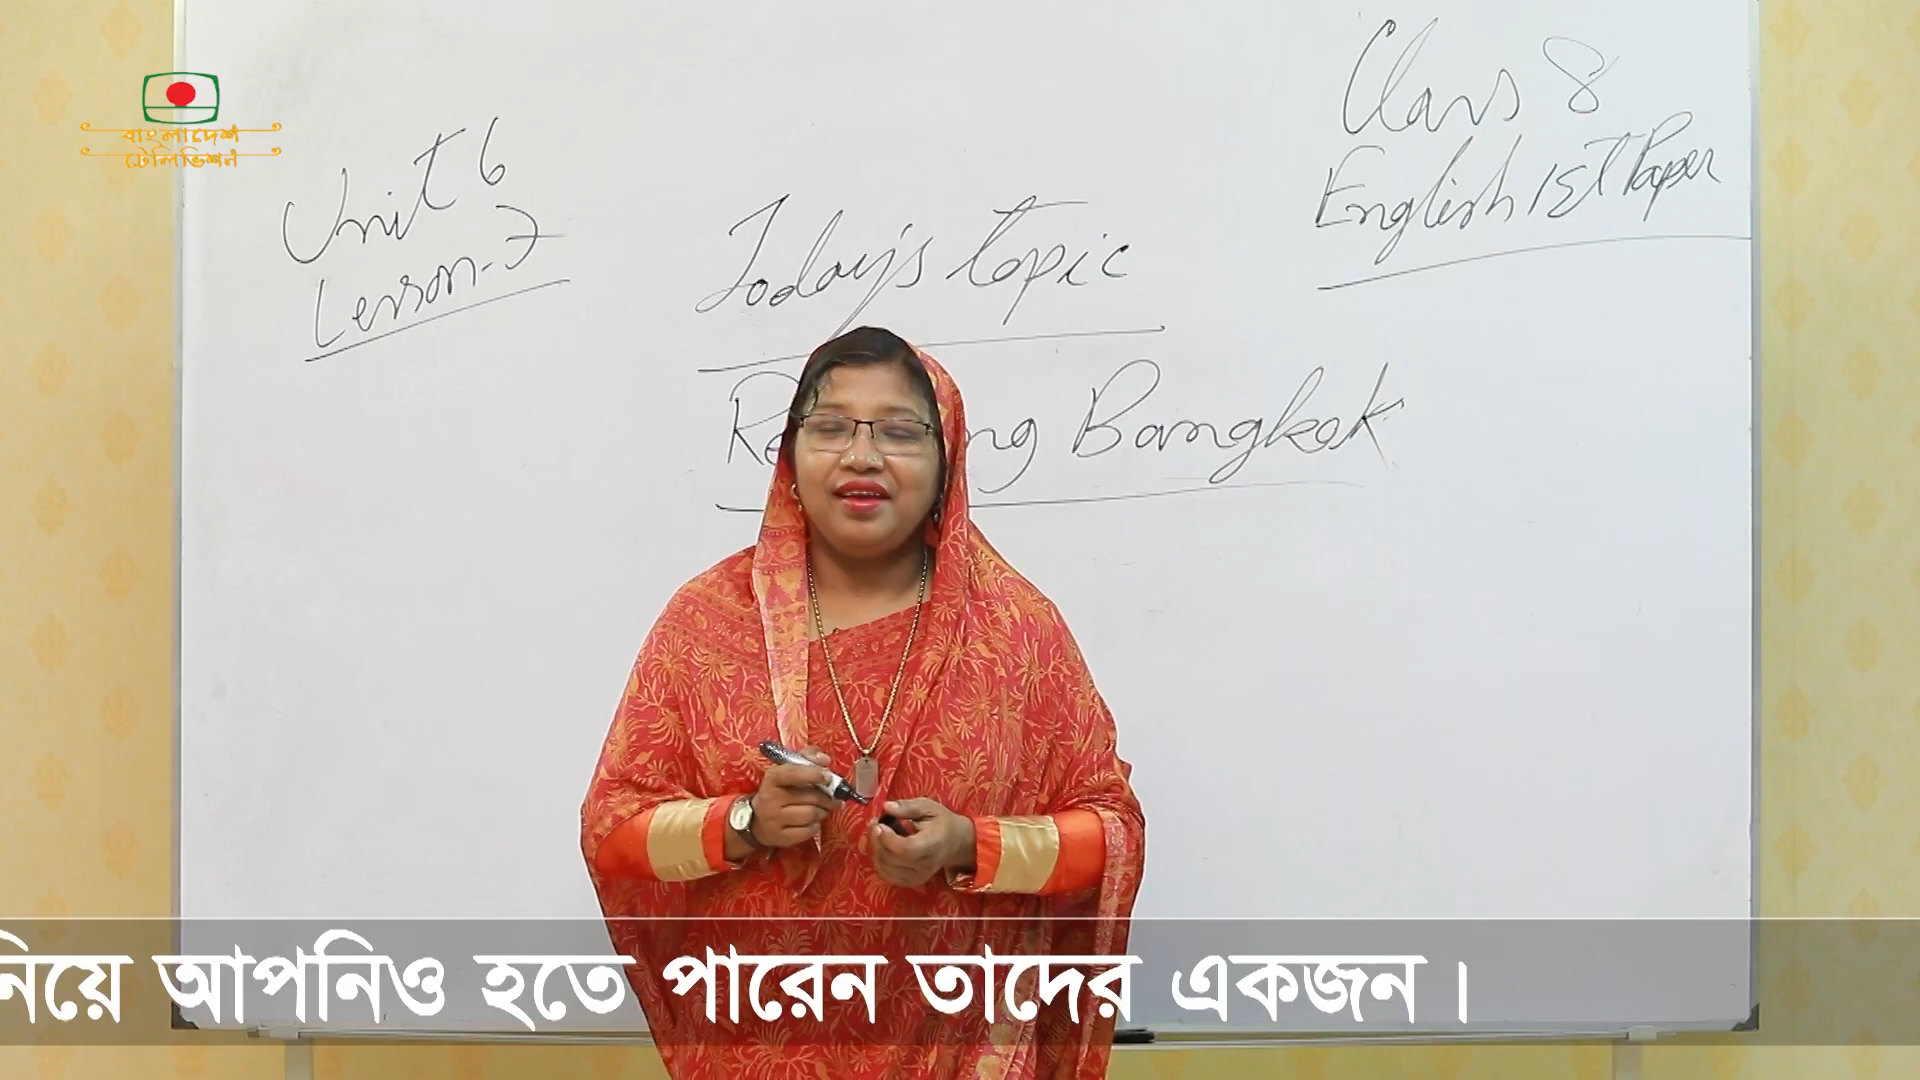 বাংলাদেশ
টেলিভিশন
Unit 6
Lesson-7
Class 8
English 1st Paper
Today's topic
Bangkok
নিয়ে আপনিও হতে পারেন তাদের একজন।